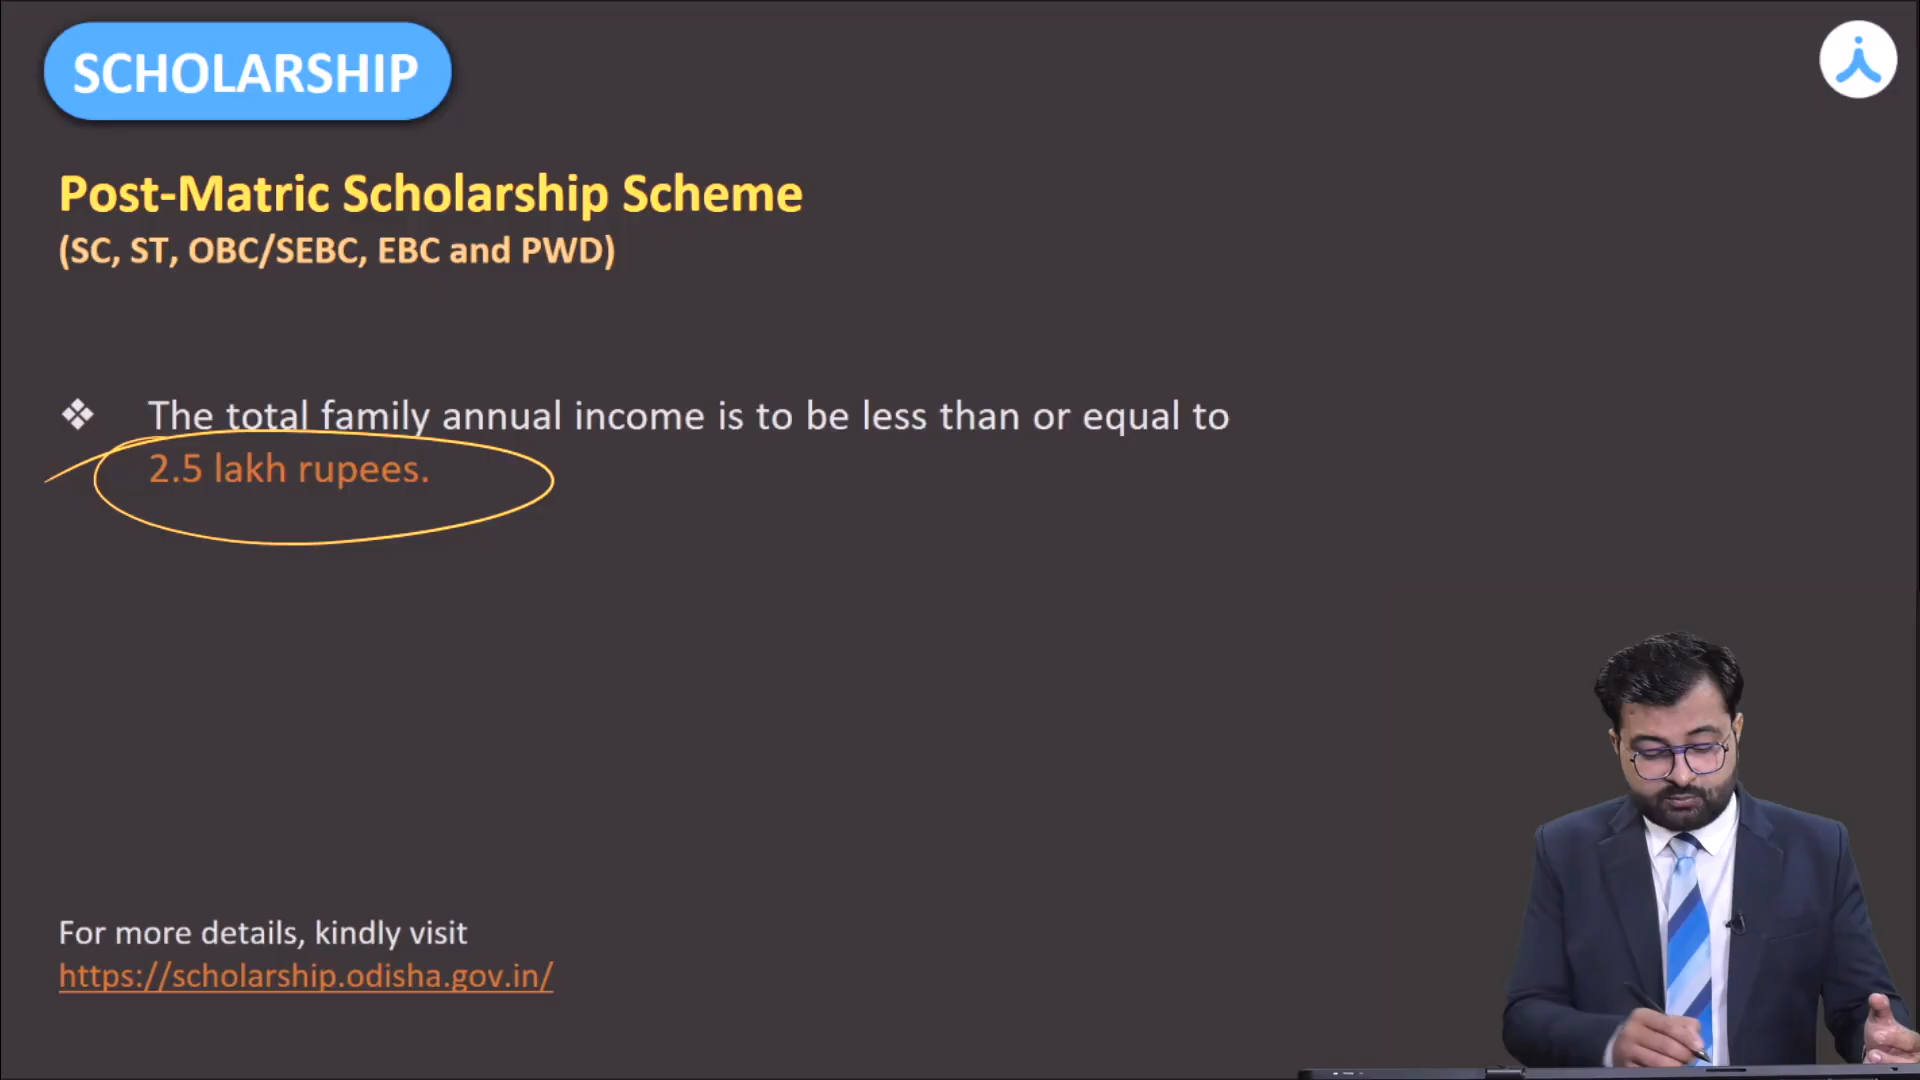 SCHOLARSHIP
Post-Matric Scholarship Scheme
(SC, ST, OBC/SEBC, EBC and PWD)
❖ The total family annual income is to be less than or equal to
2.5 lakh rupees.
For more details, kindly visit
https://scholarship.odisha.gov.in/